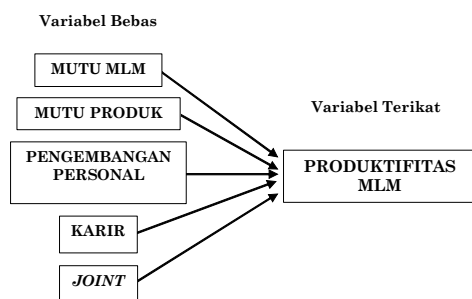 Variabel Bebas
MUTU MLM
MUTU PRODUK
PENGEMBANGAN
PERSONAL
KARIR
JOINT
Variabel Terikat
PRODUKTIFITAS
MLM